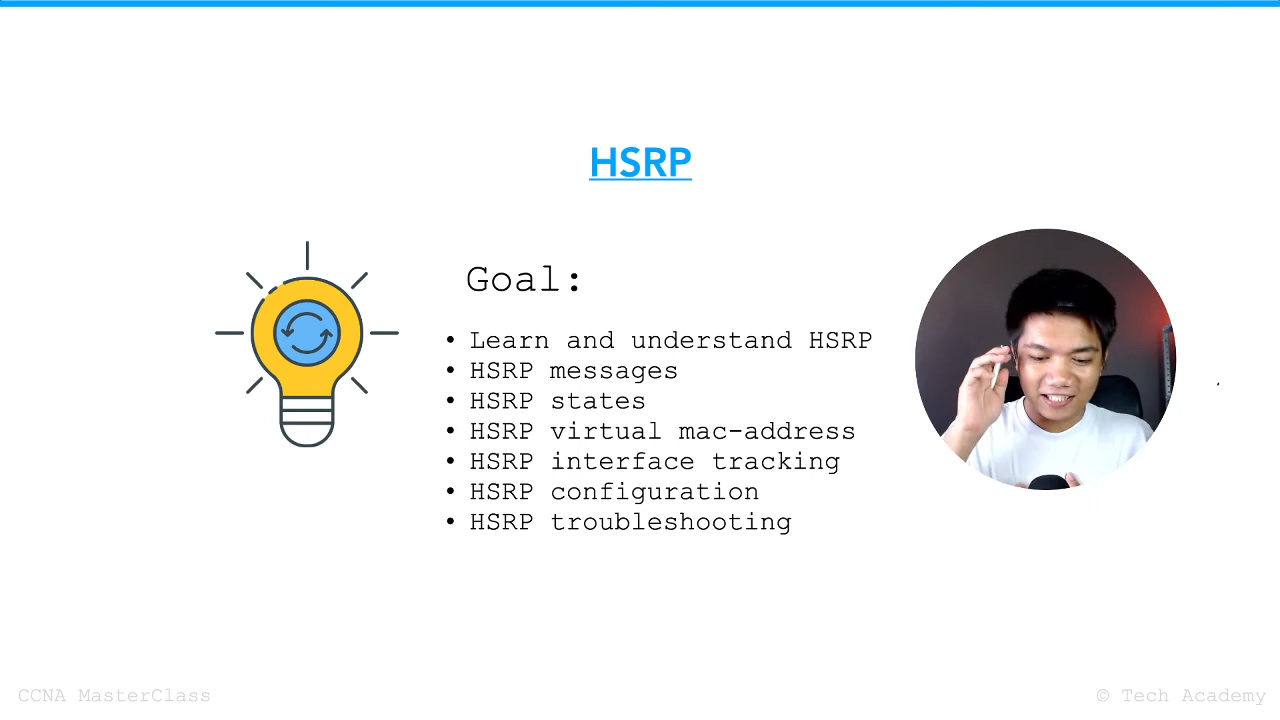 HSRP
Goal:
• Learn and understand HSRP
• HSRP messages
• HSRP states
• HSRP virtual mac-address
• HSRP interface tracking
• HSRP configuration
• HSRP troubleshooting
CCNA MasterClass
© Tech Academy